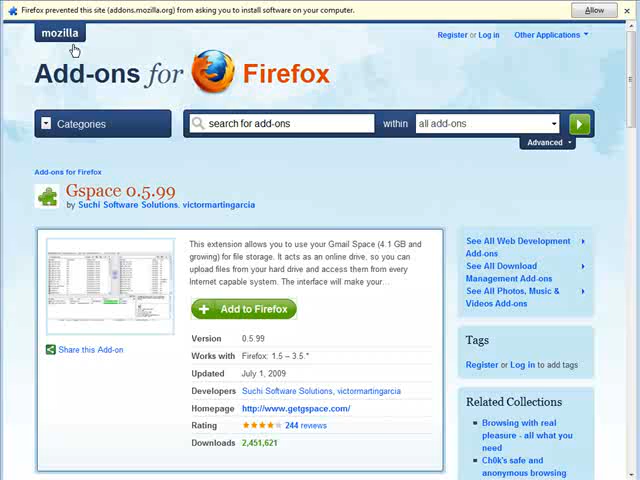 Firefox prevented this site (addons.mozilla.org) from asking you to install software on your computer.
Allow
mozilla
Register or Log in
Other Applications
Add-ons for Firefox
Categories
search for add-ons
within
all add-ons
Advanced
Add-ons for Firefox
Gspace 0.5.99
by Suchi Software Solutions, victormartingarcia
This extension allows you to use your Gmail Space (4.1 GB and
growing) for file storage. It acts as an online drive, so you can
upload files from your hard drive and access them from every
Internet capable system. The interface will make your...
Add to Firefox
Share this Add-on
Version 0.5.99
Works with Firefox: 1.5 – 3.5.*
Updated July 1, 2009
Developers Suchi Software Solutions, victormartingarcia
Homepage http://www.getgspace.com/
Rating 244 reviews
Downloads 2,451,621
See All Web Development
Add-ons
See All Download
Management Add-ons
See All Photos, Music &
Videos Add-ons
Tags
Register or Log in to add tags
Related Collections
Browsing with real
pleasure - all what you
need
Ch0k's safe and
anonymous browsing